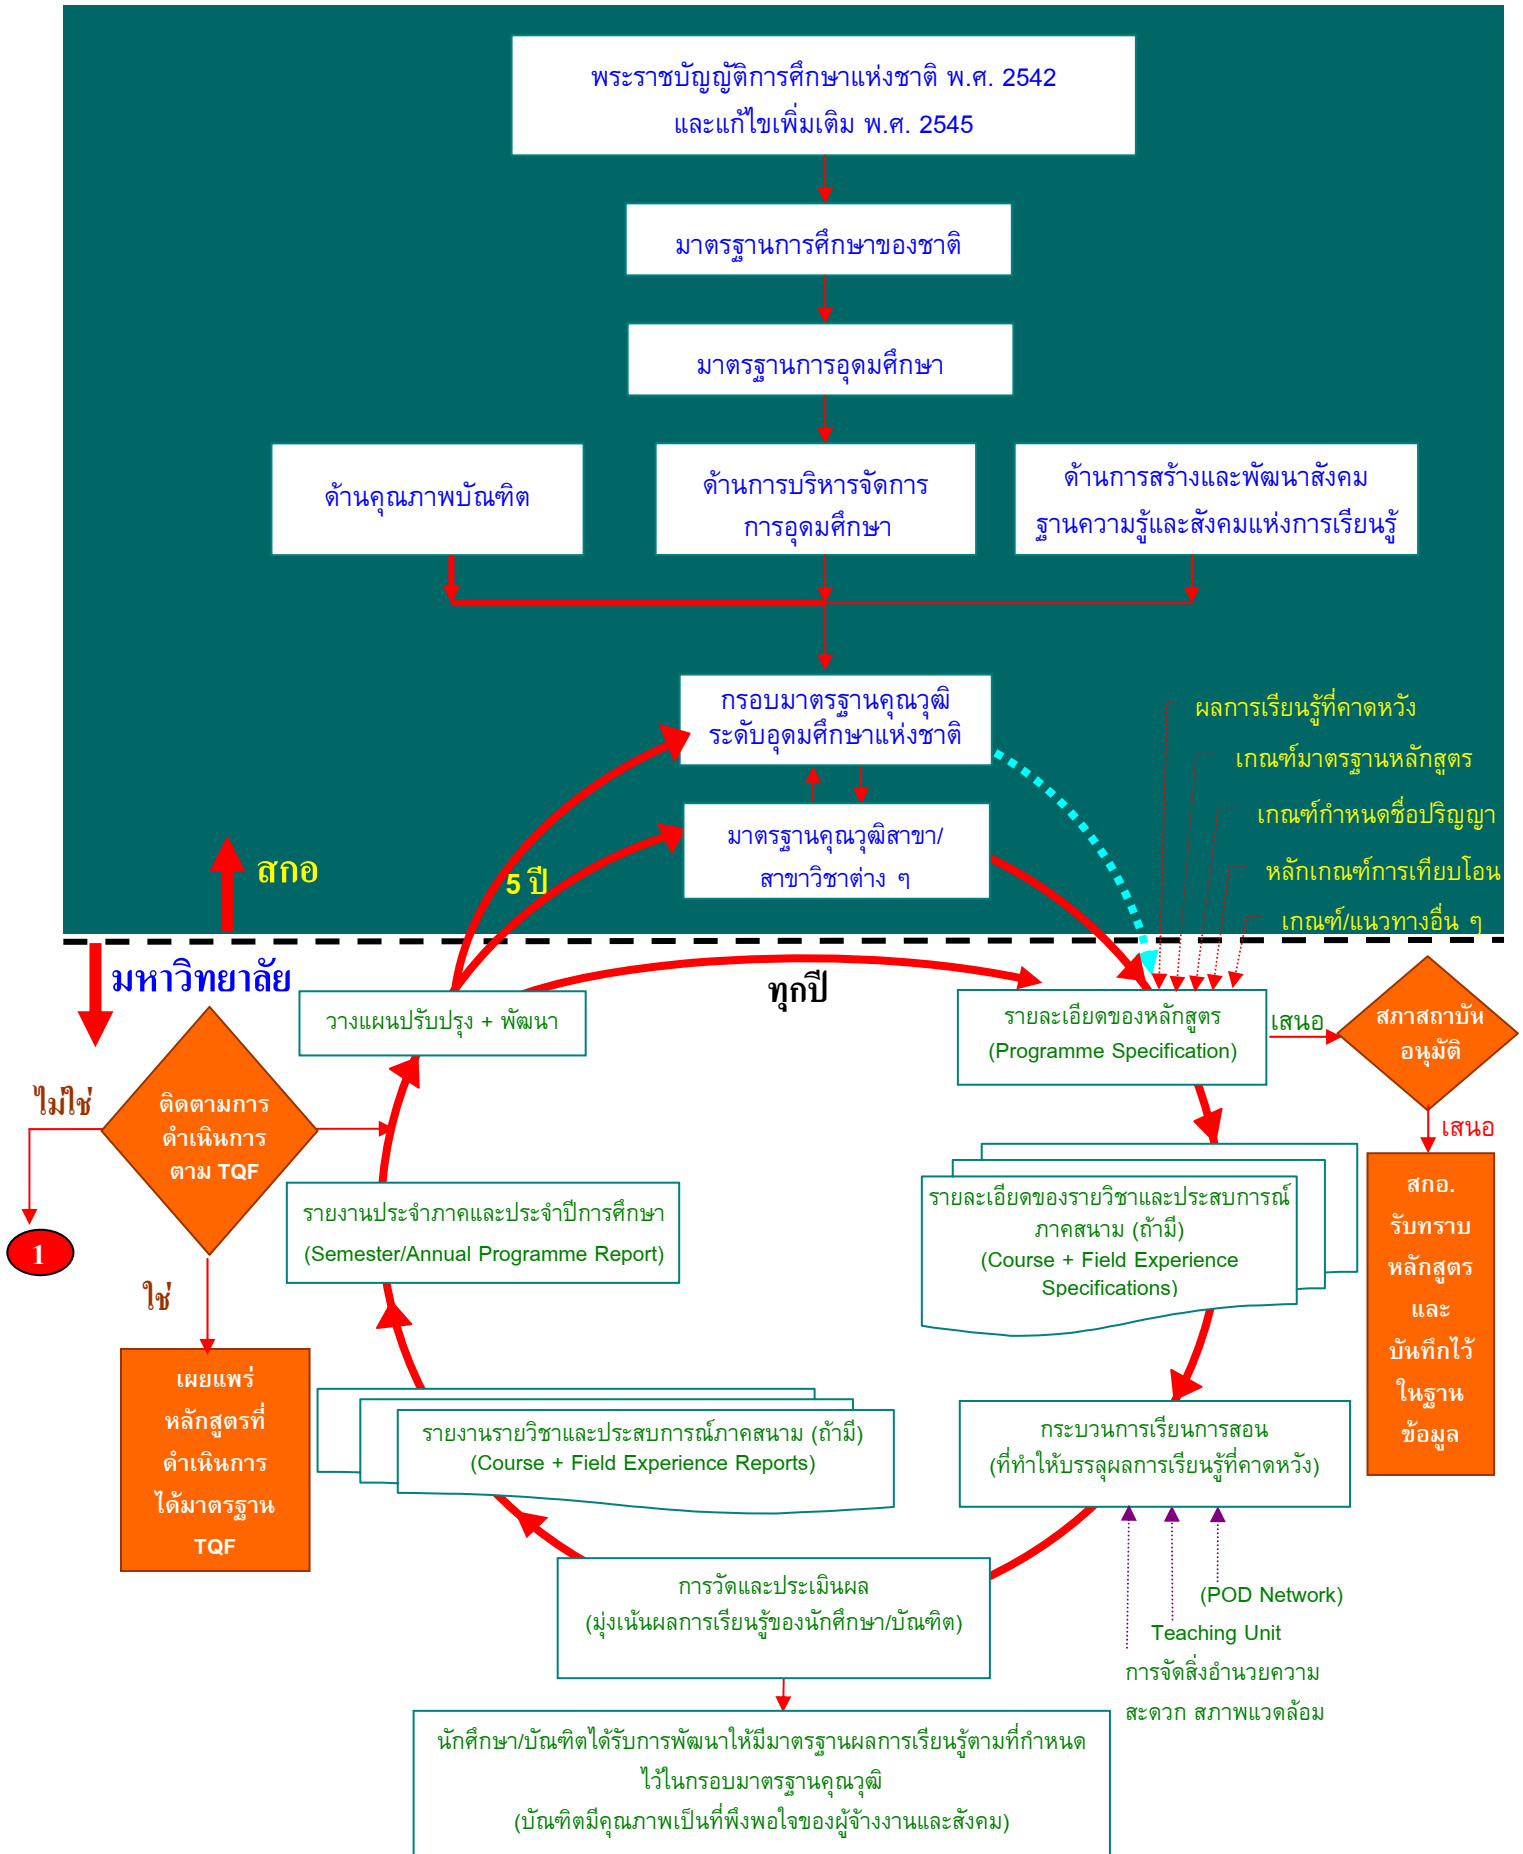 พระราชบัญญัติการศึกษาแห่งชาติ พ.ศ. 2542
และแก้ไขเพิ่มเติม พ.ศ. 2545
มาตรฐานการศึกษาของชาติ
มาตรฐานการอุดมศึกษา
ด้านคุณภาพบัณฑิต
ด้านการบริหารจัดการ
การอุดมศึกษา
ด้านการสร้างและพัฒนาสังคม
ฐานความรู้และสังคมแห่งการเรียนรู้
กรอบมาตรฐานคุณวุฒิ
ระดับอุดมศึกษาแห่งชาติ
ผลการเรียนรู้ที่คาดหวัง
เกณฑ์มาตรฐานหลักสูตร
เกณฑ์กำหนดชื่อปริญญา
หลักเกณฑ์การเทียบโอน
เกณฑ์/แนวทางอื่น ๆ
มาตรฐานคุณวุฒิสาขา/
สาขาวิชาต่าง ๆ
สกอ
5 ปี
มหาวิทยาลัย
ทุกปี
วางแผนปรับปรุง + พัฒนา
รายละเอียดของหลักสูตร
(Programme Specification)
เสนอ
สภาสถาบัน
อนุมัติ
เสนอ
ไม่ใช่
ติดตามการ
ดำเนินการ
ตาม TQF
1
ใช่
รายงานประจำภาคและประจำปีการศึกษา
(Semester/Annual Programme Report)
รายละเอียดของรายวิชาและประสบการณ์
ภาคสนาม (ถ้ามี)
(Course + Field Experience
Specifications)
สกอ.
รับทราบ
หลักสูตร
และ
บันทึกไว้
ในฐาน
ข้อมูล
เผยแพร่
หลักสูตรที่
ดำเนินการ
ได้มาตรฐาน
TQF
รายงานรายวิชาและประสบการณ์ภาคสนาม (ถ้ามี)
(Course + Field Experience Reports)
กระบวนการเรียนการสอน
(ที่ทำให้บรรลุผลการเรียนรู้ที่คาดหวัง)
การวัดและประเมินผล
(มุ่งเน้นผลการเรียนรู้ของนักศึกษา/บัณฑิต)
(POD Network)
Teaching Unit
การจัดสิ่งอำนวยความ
สะดวก สภาพแวดล้อม
นักศึกษา/บัณฑิตได้รับการพัฒนาให้มีมาตรฐานผลการเรียนรู้ตามที่กำหนด
ไว้ในกรอบมาตรฐานคุณวุฒิ
(บัณฑิตมีคุณภาพเป็นที่พึงพอใจของผู้จ้างงานและสังคม)